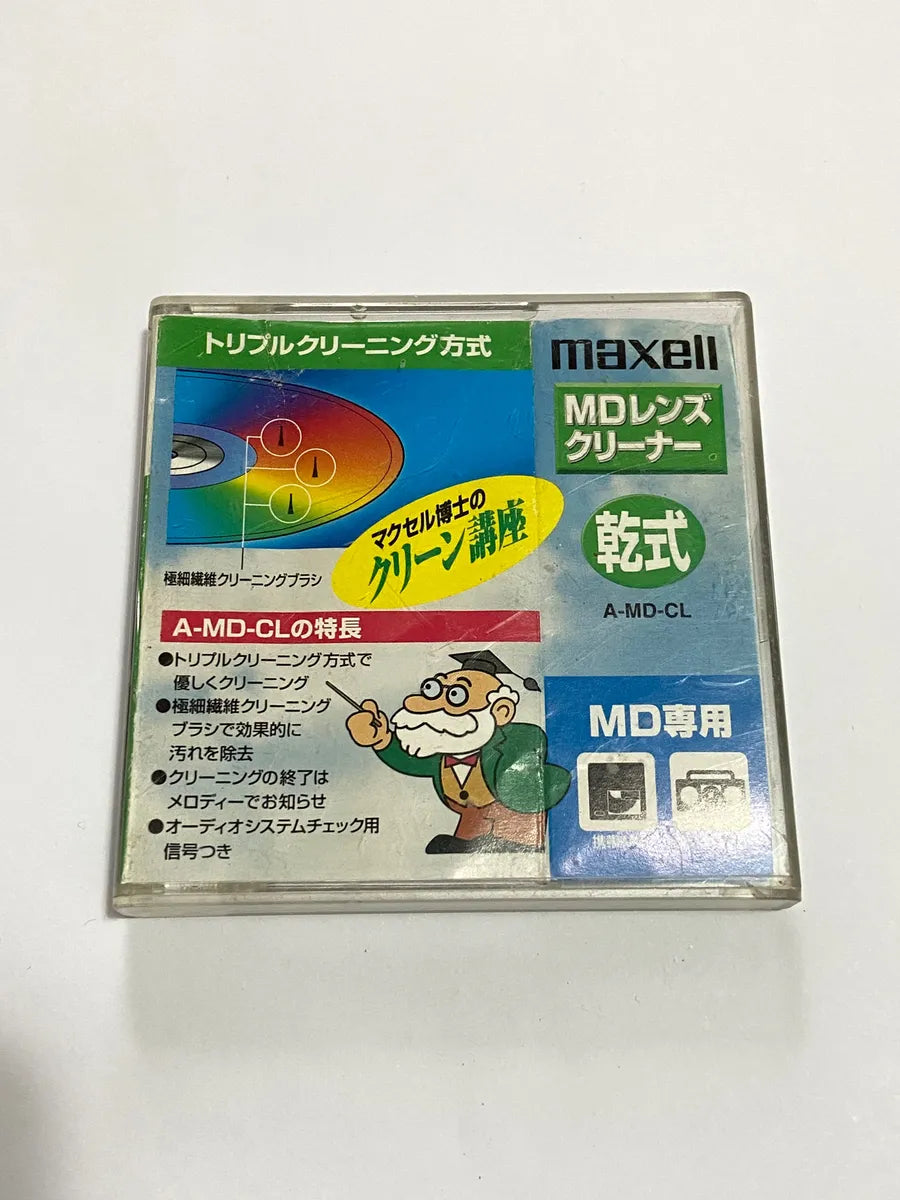 トリプルクリーニング方式
極細繊維クリーニングブラシ
マクセル博士の
クリーン講座
A-MD-CLの特長
●トリプルクリーニング方式で
優しくクリーニング
●極細繊維クリーニング
ブラシで効果的に
汚れを除去
●クリーニングの終了は
メロディーでお知らせ
●オーディオシステムチェック用
信号つき
maxell
MDレンズ
クリーナー
乾式
A-MD-CL
MD専用